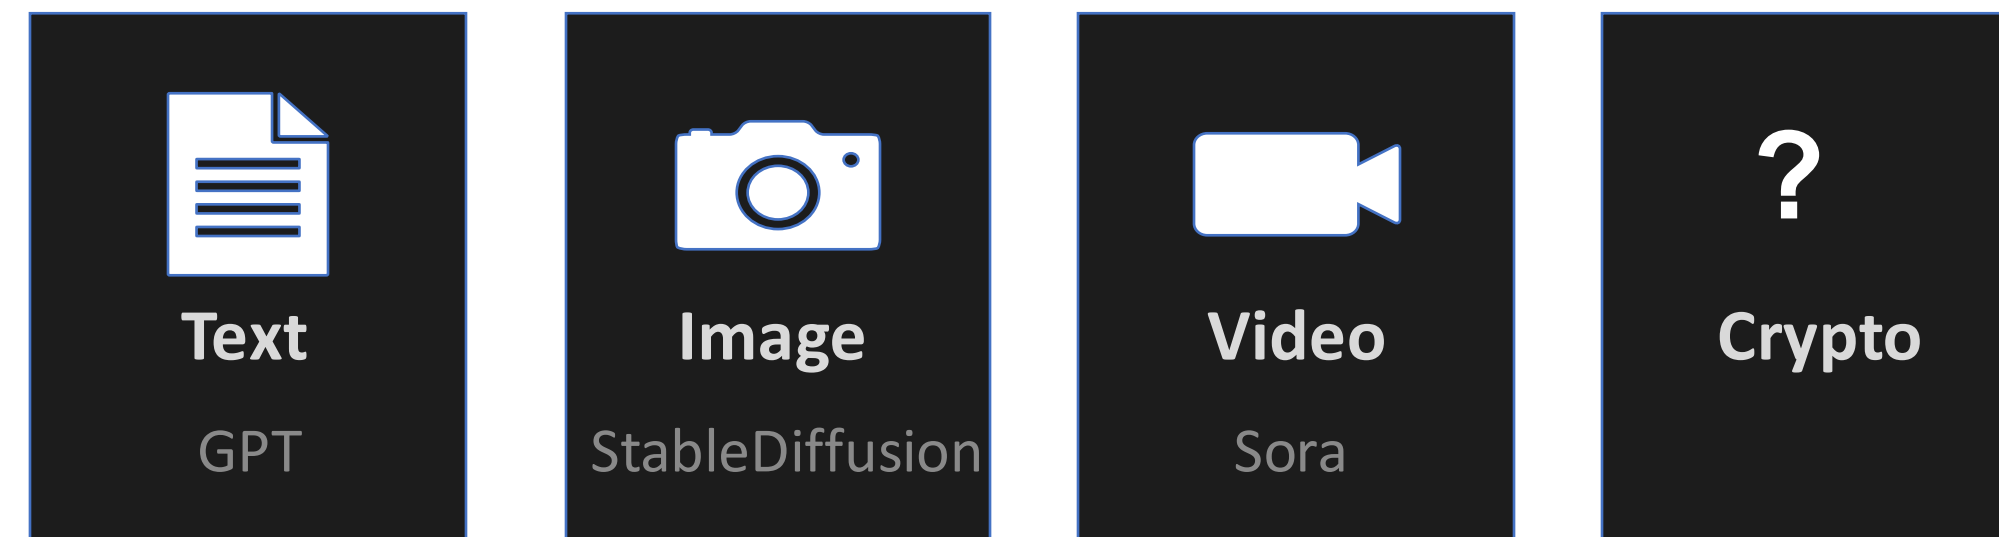 Text
GPT
Image
StableDiffusion
Video
Sora
?
Crypto